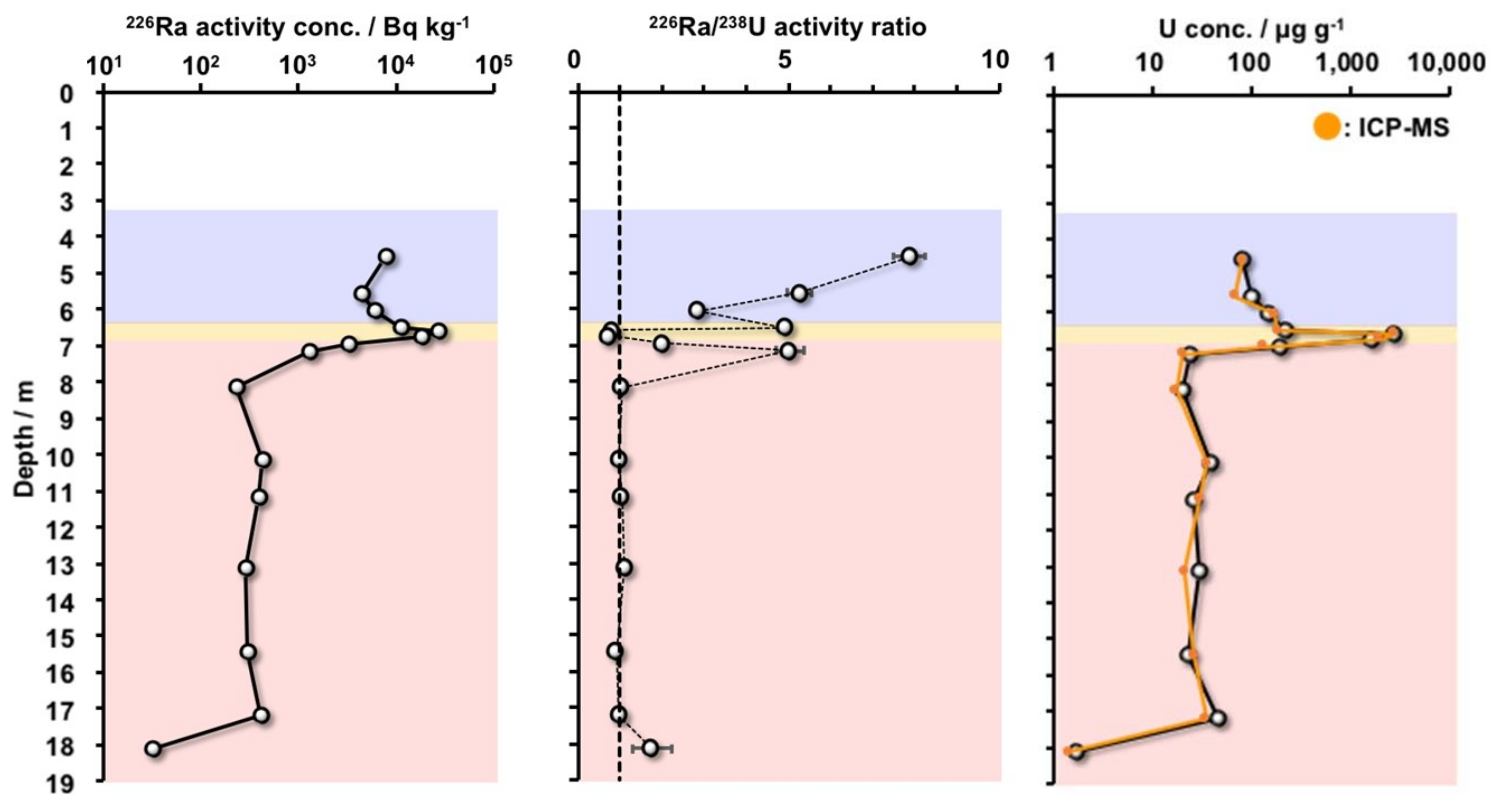 ²²⁶Ra activity conc. / Bq kg⁻¹
10¹ 10² 10³ 10⁴ 10⁵
²²⁶Ra/²³⁸U activity ratio
0 5 10
U conc. / µg g⁻¹
1 10 100 1,000 10,000
: ICP-MS
Depth / m
0
1
2
3
4
5
6
7
8
9
10
11
12
13
14
15
16
17
18
19